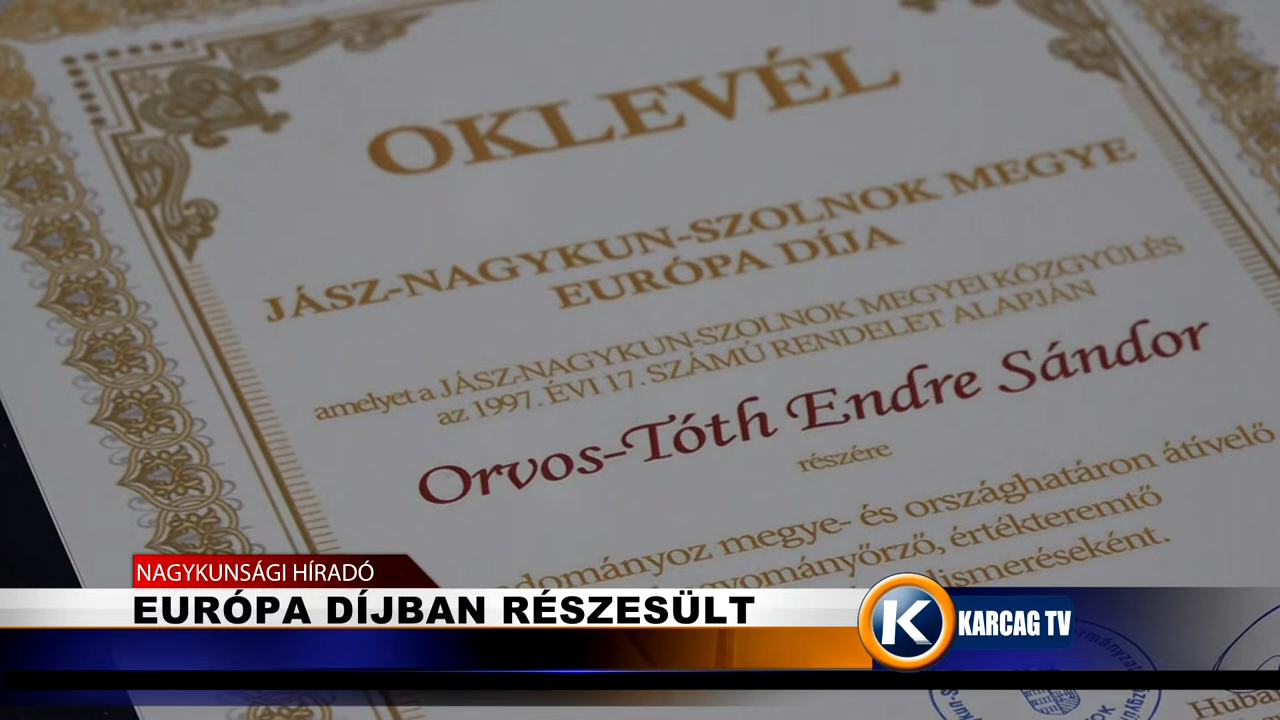 OKLEVÉL
JÁSZ-NAGYKUN-SZOLNOK MEGYE
EURÓPA DÍJA
amelyet a JÁSZ-NAGYKUN-SZOLNOK MEGYEI KÖZGYŰLÉS
az 1997. ÉVI 17. SZÁMÚ RENDELET ALAPJÁN
Orvos-Tóth Endre Sándor
részére
megye- és országhatáron átívelő
értékteremtő
NAGYKUNSÁGI HÍRADÓ
EURÓPA DÍJBAN RÉSZESÜLT
K KARCAG TV